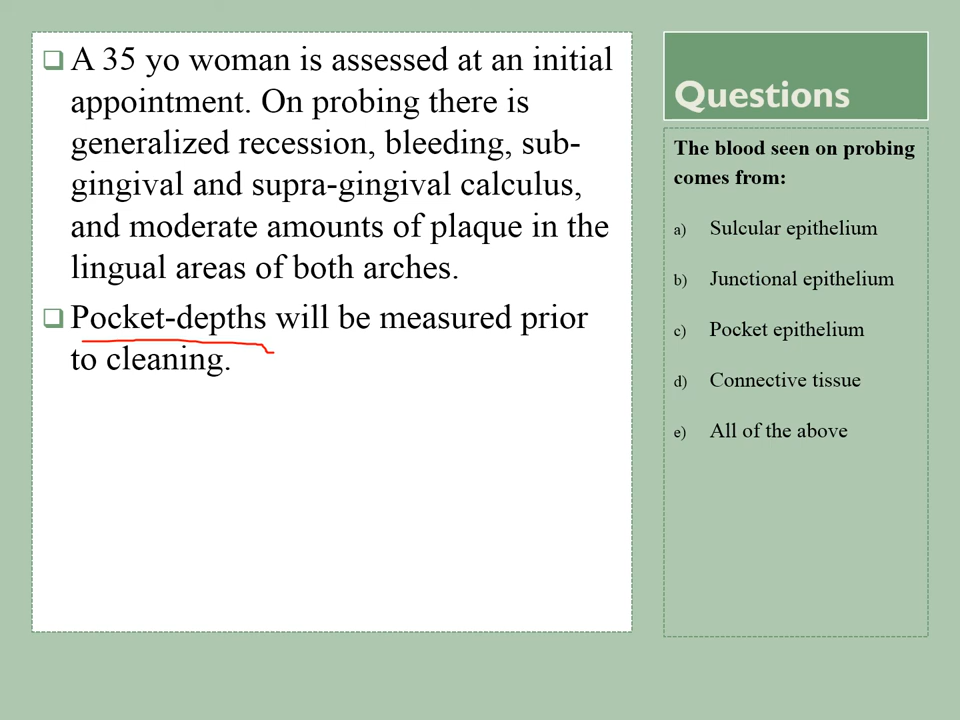 A 35 yo woman is assessed at an initial
appointment. On probing there is
generalized recession, bleeding, sub-
gingival and supra-gingival calculus,
and moderate amounts of plaque in the
lingual areas of both arches.
Pocket-depths will be measured prior
to cleaning.
Questions
The blood seen on probing
comes from:
a) Sulcular epithelium
b) Junctional epithelium
c) Pocket epithelium
d) Connective tissue
e) All of the above